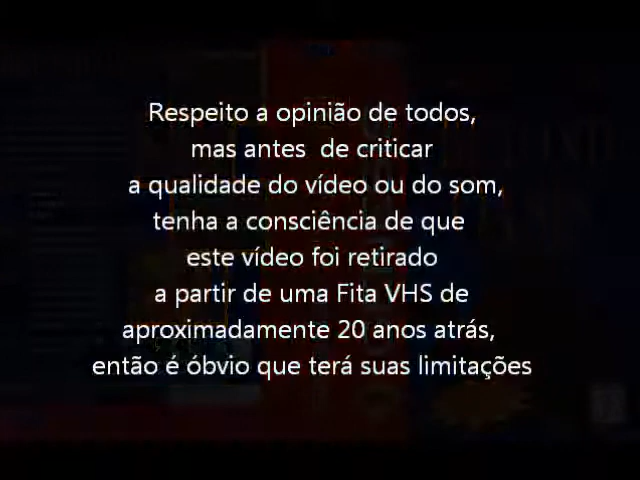 Respeito a opinião de todos,
mas antes de criticar
a qualidade do vídeo ou do som,
tenha a consciência de que
este vídeo foi retirado
a partir de uma Fita VHS de
aproximadamente 20 anos atrás,
então é óbvio que terá suas limitações